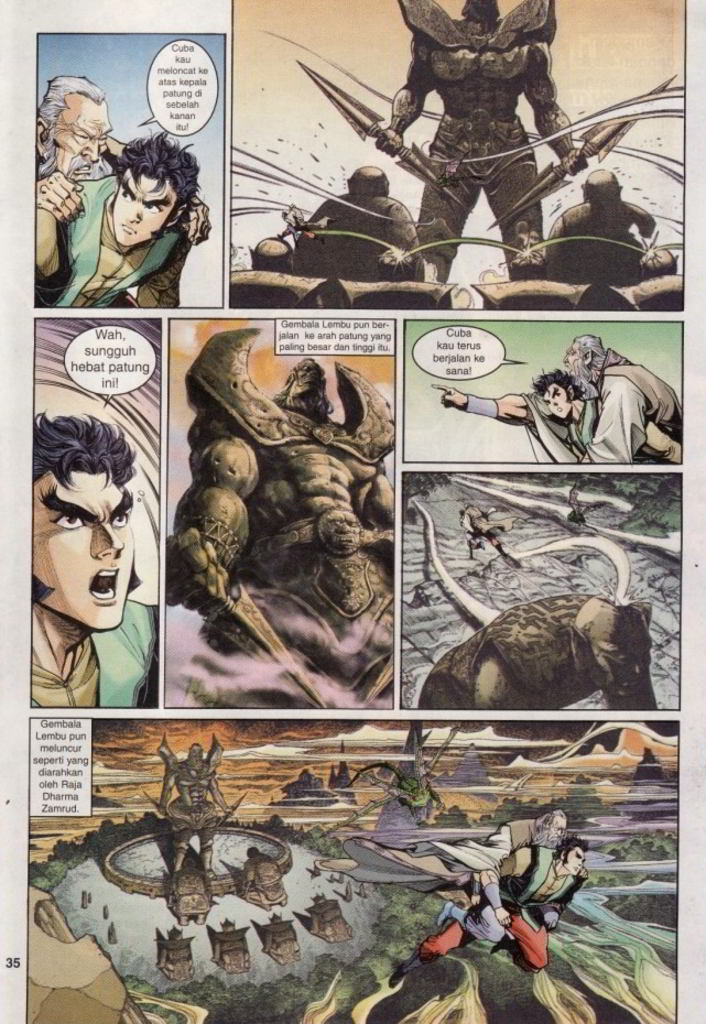 Cuba
kau
meloncat ke
atas kepala
patung di
sebelah
kanan
itu!
Wah,
sungguh
hebat patung
ini!
Gembala Lembu pun ber-
jalan ke arah patung yang
paling besar dan tinggi itu.
Cuba
kau terus
berjalan ke
sana!
Gembala
Lembu pun
meluncur
seperti yang
diarahkan
oleh Raja
Dharma
Zamrud.
35